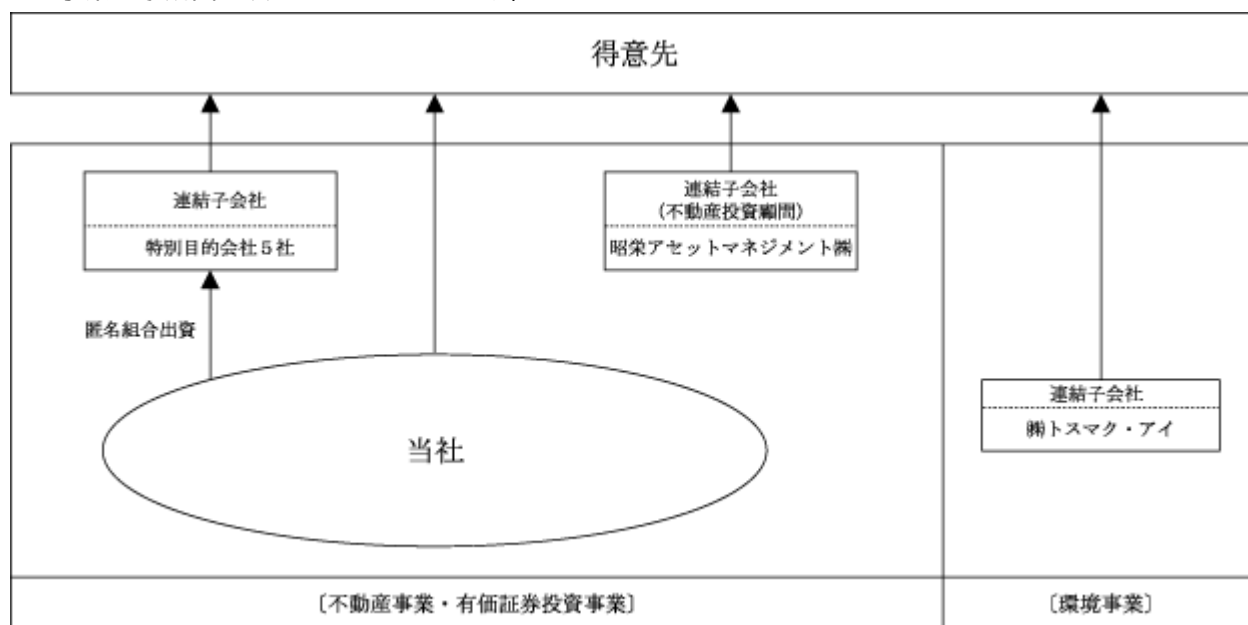 得意先
連結子会社
特別目的会社5社
連結子会社
(不動産投資顧問)
昭栄アセットマネジメント㈱
匿名組合出資
当社
連結子会社
㈱トスマク・アイ
〔不動産事業・有価証券投資事業〕
〔環境事業〕